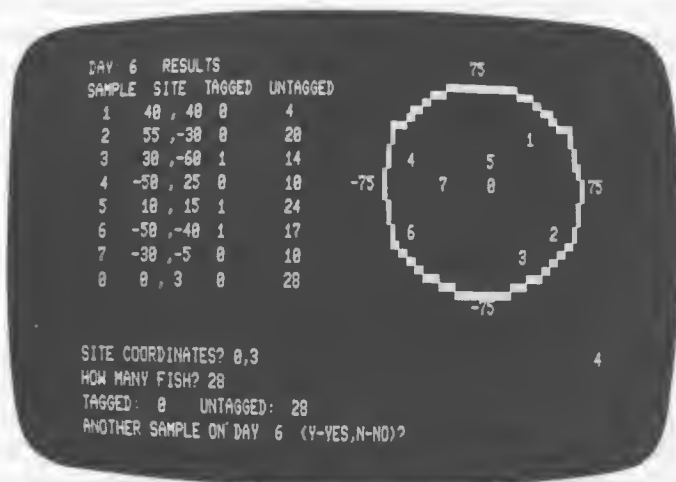 DAY 6 RESULTS
SAMPLE SITE TAGGED UNTAGGED
1 40 , 40 0 4
2 55 ,-30 0 20
3 30 ,-60 1 14
4 -50 , 25 0 10
5 10 , 15 1 24
6 -50 ,-40 1 17
7 -30 ,-5 0 10
8 0 , 3 0 28
75
1
4 5
-75 7 8 75
6 2
3
-75
SITE COORDINATES? 0,3
4
HOW MANY FISH? 28
TAGGED: 0 UNTAGGED: 28
ANOTHER SAMPLE ON DAY 6 (Y-YES,N-NO)?